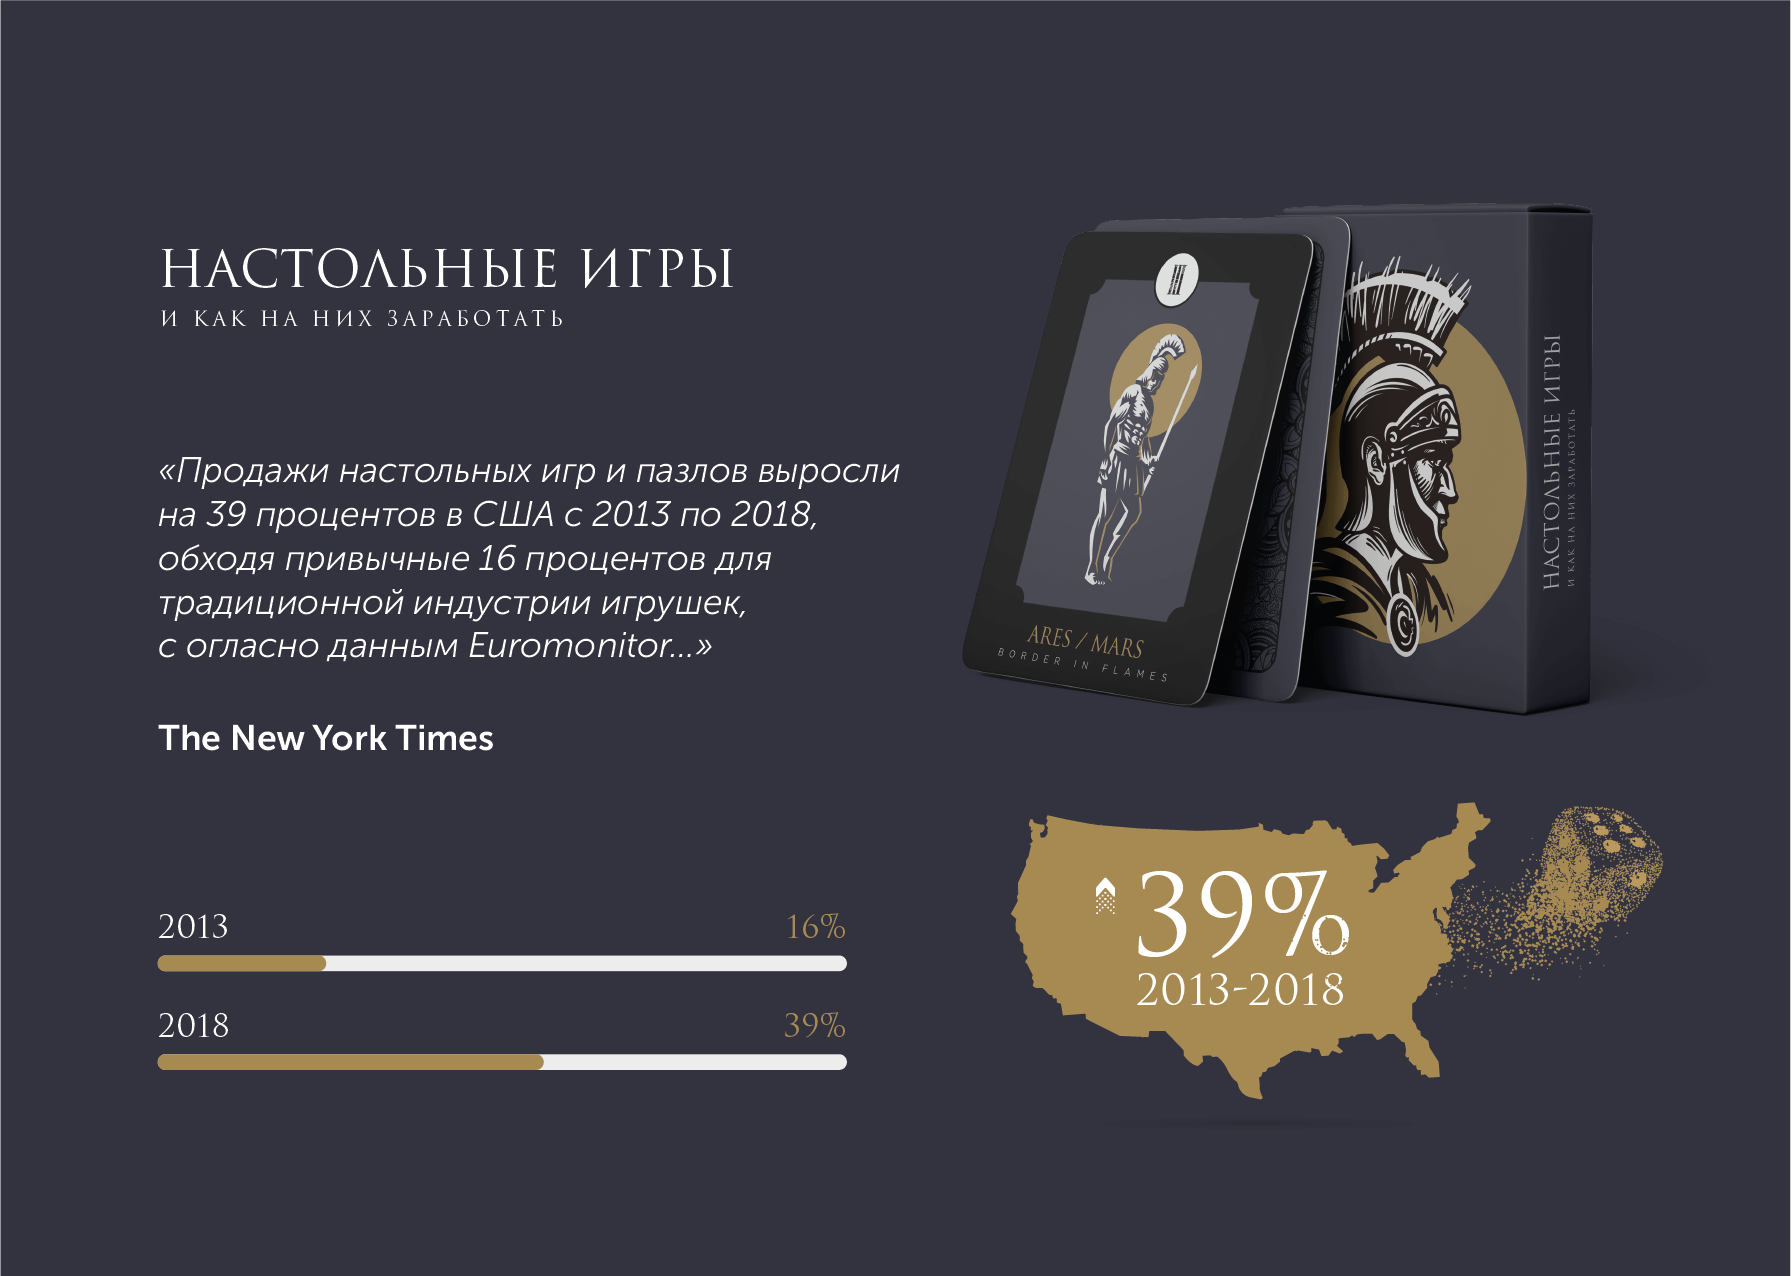 НАСТОЛЬНЫЕ ИГРЫ
И КАК НА НИХ ЗАРАБОТАТЬ
«Продажи настольных игр и пазлов выросли
на 39 процентов в США с 2013 по 2018,
обходя привычные 16 процентов для
традиционной индустрии игрушек,
с огласно данным Euromonitor...»
The New York Times
2013 16%
2018 39%
III
ARES / MARS
BORDER IN FLAMES
НАСТОЛЬНЫЕ ИГРЫ
И КАК НА НИХ ЗАРАБОТАТЬ
39%
2013-2018